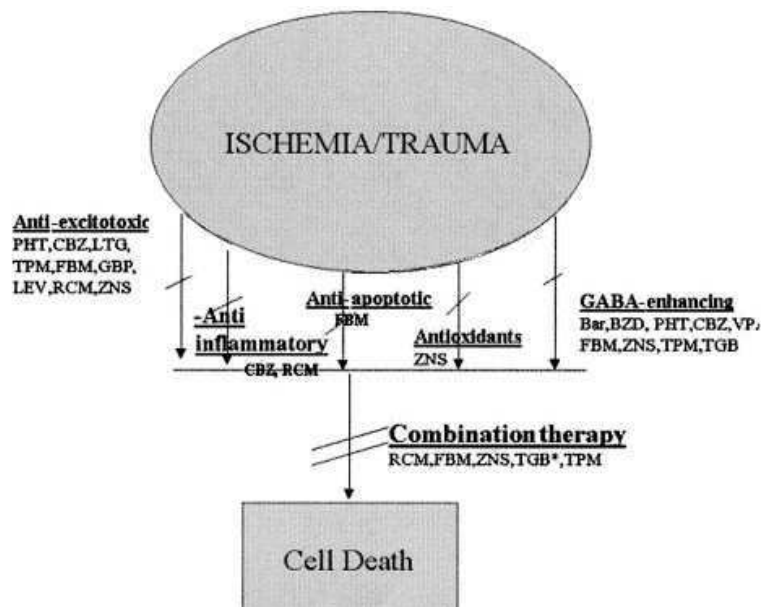 ISCHEMIA/TRAUMA
Anti-excitotoxic
PHT,CBZ,LTG,
TPM,FBM,GBP,
LEV,RCM,ZNS
-Anti
inflammatory
CBZ, RCM
Anti-apoptotic
FBM
Antioxidants
ZNS
GABA-enhancing
Bar,BZD, PHT,CBZ,VPA
FBM,ZNS,TPM,TGB
Combination therapy
RCM,FBM,ZNS,TGB*,TPM
Cell Death